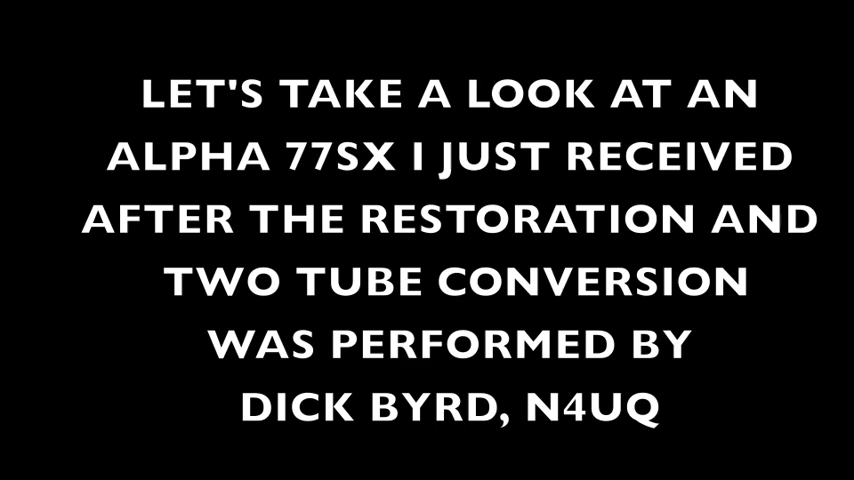 LET'S TAKE A LOOK AT AN
ALPHA 77SX I JUST RECEIVED
AFTER THE RESTORATION AND
TWO TUBE CONVERSION
WAS PERFORMED BY
DICK BYRD, N4UQ